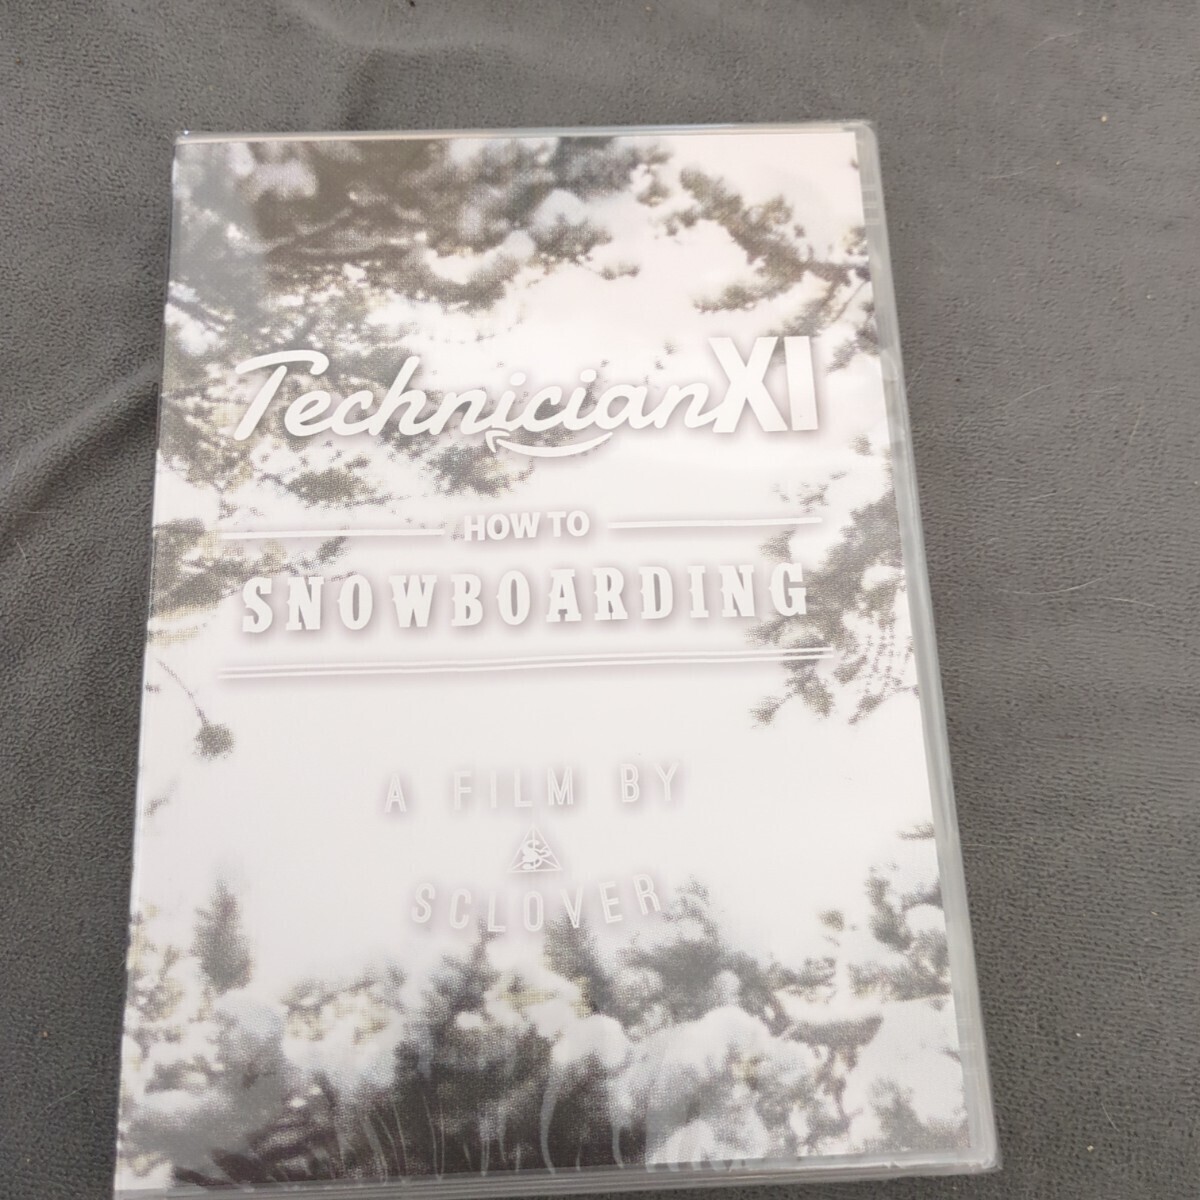 TechnicianXI
HOW TO
SNOWBOARDING
A FILM BY
SCLOVER